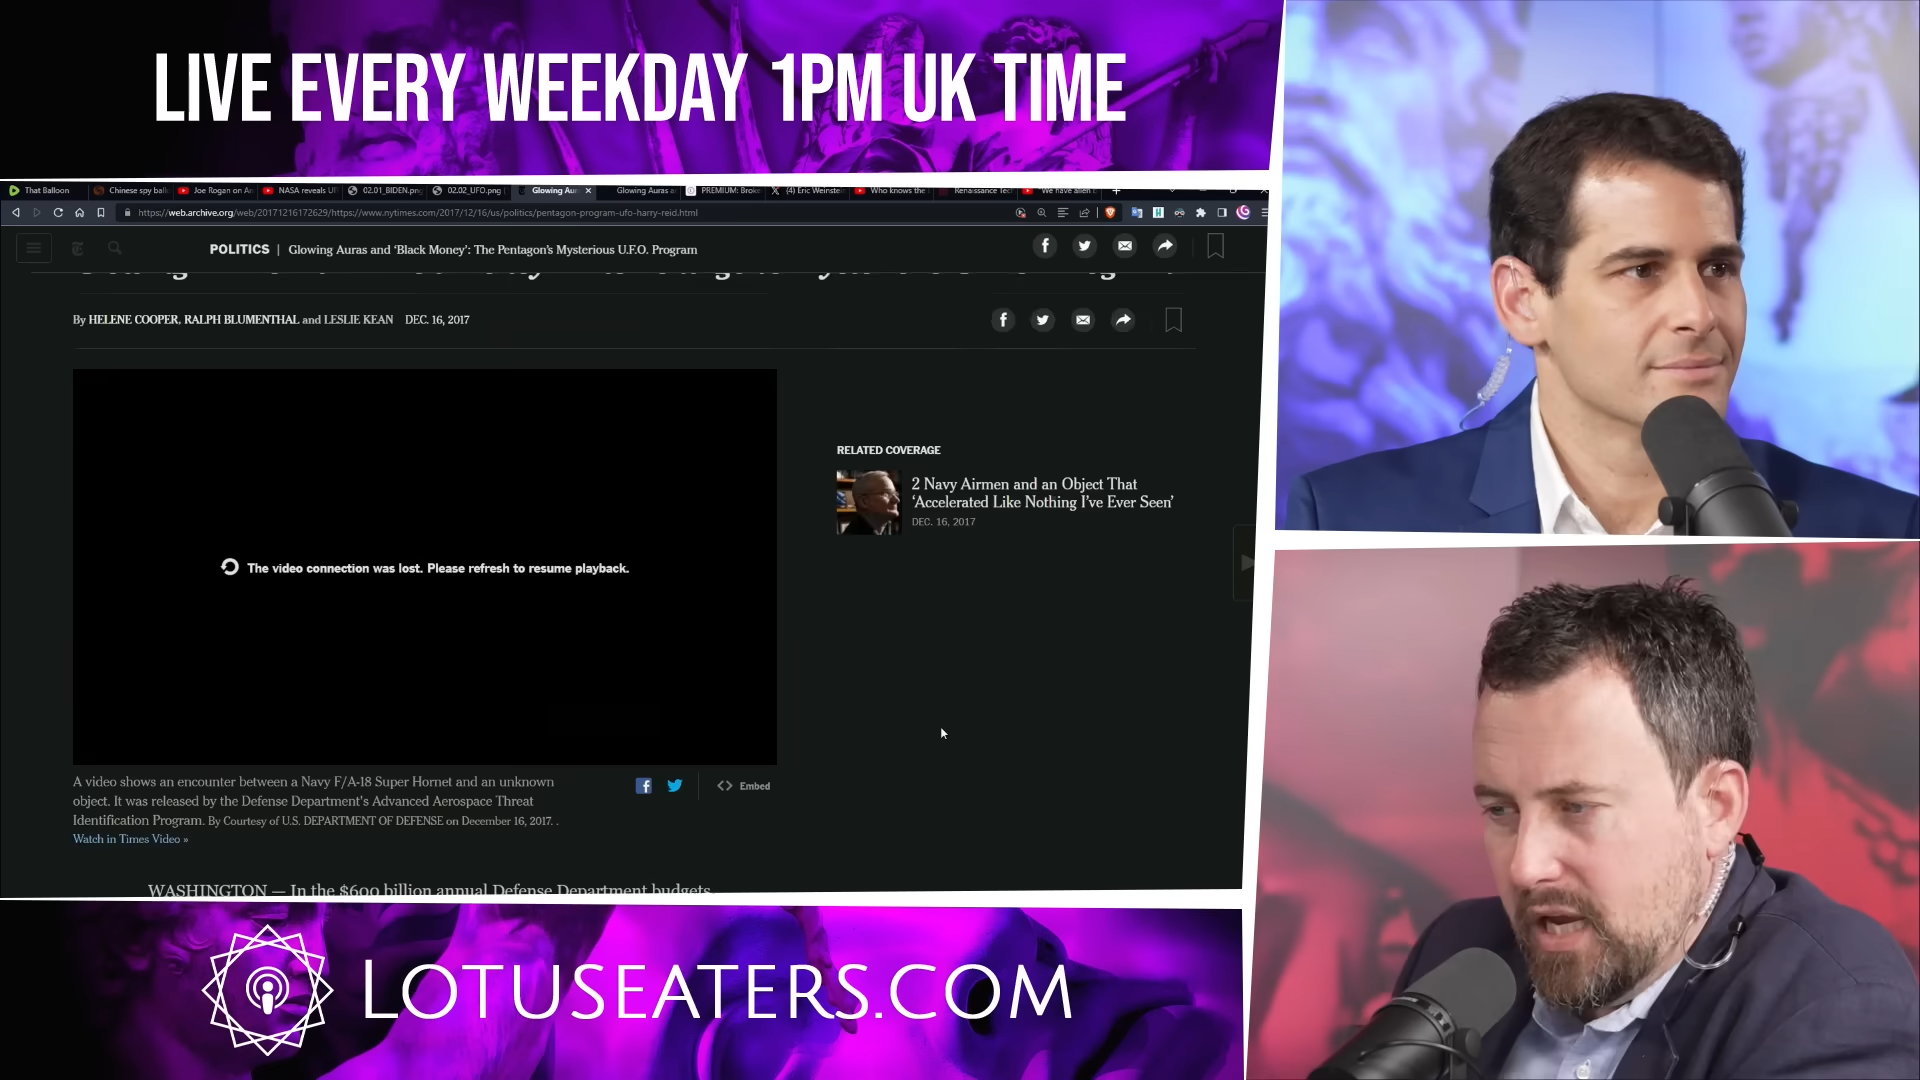 LIVE EVERY WEEKDAY 1PM UK TIME
That Balloon
Chinese spy ball
Joe Rogan on A
NASA reveals UF
02.01_BIDEN.png
02.02_UFO.png
Glowing Au
Glowing Auras a
PREMIUM: Broke
(4) Eric Weinste
Who knows the
Renaissance Tec
"We have alien
https://web.archive.org/web/20171216172629/https://www.nytimes.com/2017/12/16/us/politics/pentagon-program-ufo-harry-reid.html
POLITICS | Glowing Auras and ‘Black Money’: The Pentagon’s Mysterious U.F.O. Program
By HELENE COOPER, RALPH BLUMENTHAL and LESLIE KEAN DEC. 16, 2017
The video connection was lost. Please refresh to resume playback.
RELATED COVERAGE
2 Navy Airmen and an Object That
‘Accelerated Like Nothing I’ve Ever Seen’
DEC. 16, 2017
A video shows an encounter between a Navy F/A-18 Super Hornet and an unknown
object. It was released by the Defense Department's Advanced Aerospace Threat
Identification Program. By Courtesy of U.S. DEPARTMENT OF DEFENSE on December 16, 2017. .
Watch in Times Video »
Embed
WASHINGTON — In the $600 billion annual Defense Department budgets,
LOTUSEATERS.COM